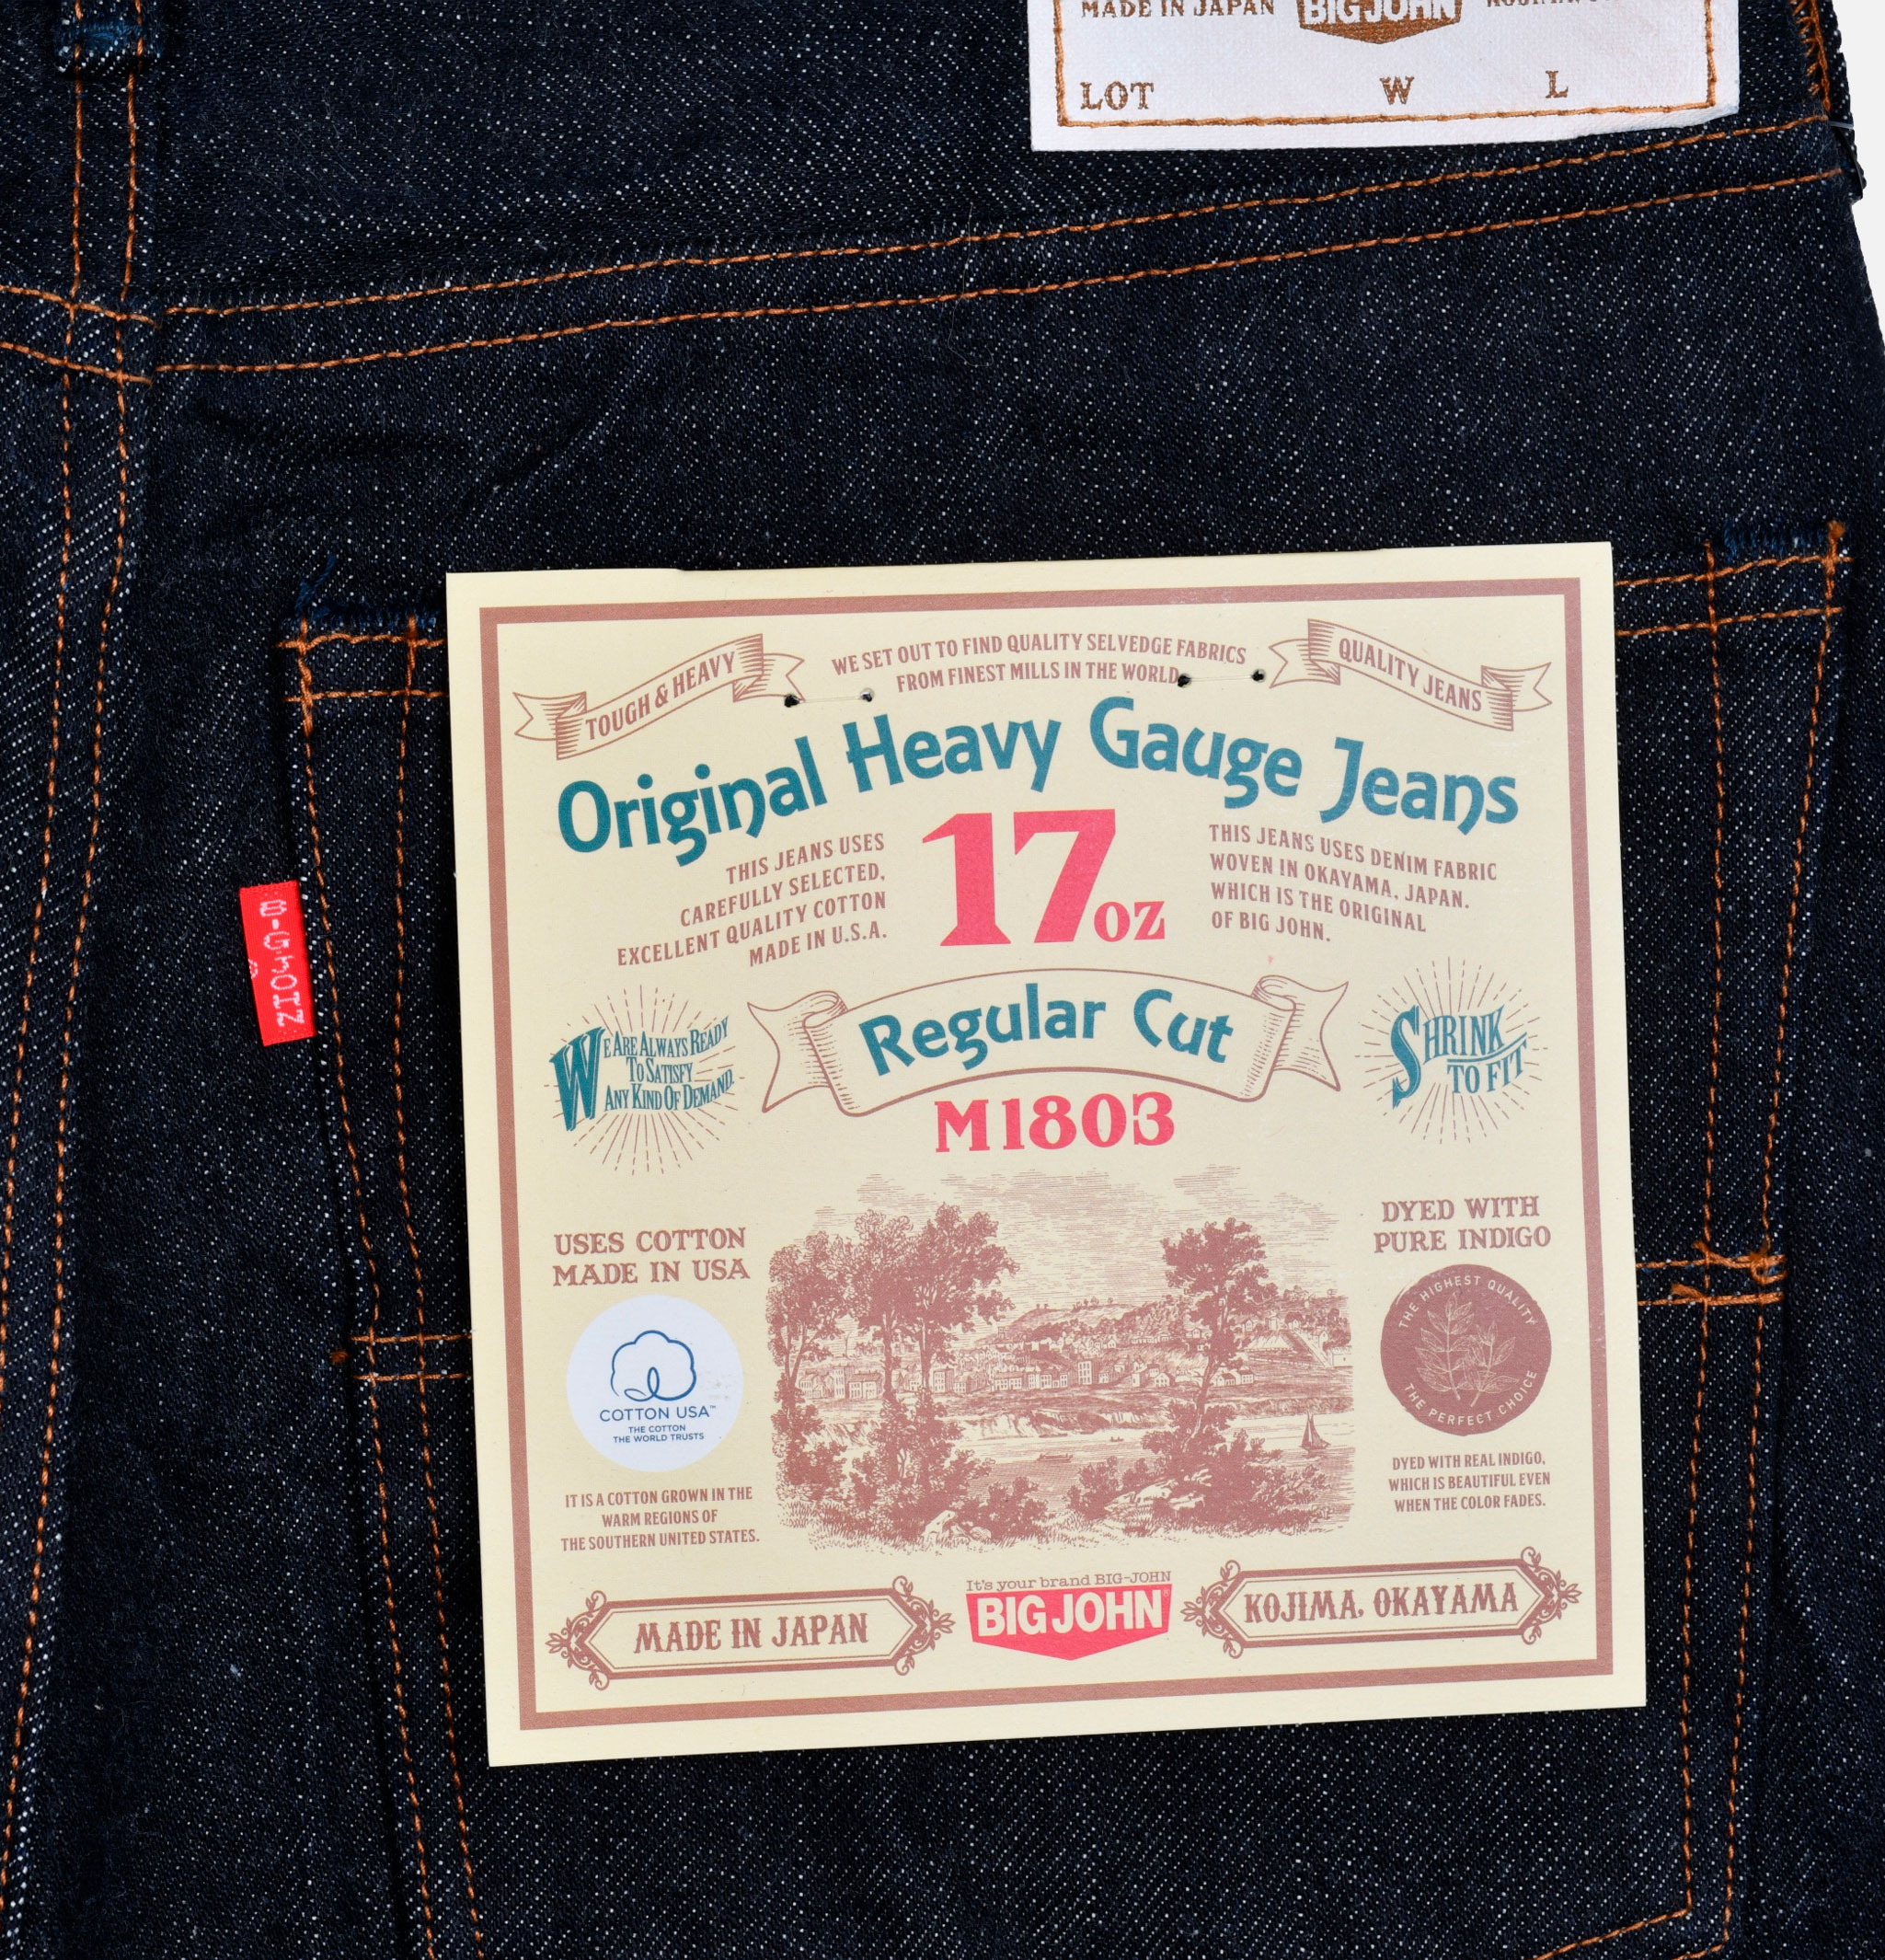 MADE IN JAPAN
BIG JOHN
LOT W L
TOUGH & HEAVY
WE SET OUT TO FIND QUALITY SELVEDGE FABRICS
FROM FINEST MILLS IN THE WORLD.
QUALITY JEANS
Original Heavy Gauge Jeans
THIS JEANS USES
CAREFULLY SELECTED,
EXCELLENT QUALITY COTTON
MADE IN U.S.A.
17oz
THIS JEANS USES DENIM FABRIC
WOVEN IN OKAYAMA, JAPAN.
WHICH IS THE ORIGINAL
OF BIG JOHN.
BIG JOHN
WE ARE ALWAYS READY
TO SATISFY
ANY KIND OF DEMAND.
Regular Cut
SHRINK
TO FIT
M1803
USES COTTON
MADE IN USA
COTTON USA™
THE COTTON
THE WORLD TRUSTS
IT IS A COTTON GROWN IN THE
WARM REGIONS OF
THE SOUTHERN UNITED STATES.
DYED WITH
PURE INDIGO
THE HIGHEST QUALITY
THE PERFECT CHOICE
DYED WITH REAL INDIGO,
WHICH IS BEAUTIFUL EVEN
WHEN THE COLOR FADES.
MADE IN JAPAN
It's your brand BIG-JOHN
BIG JOHN®
KOJIMA, OKAYAMA